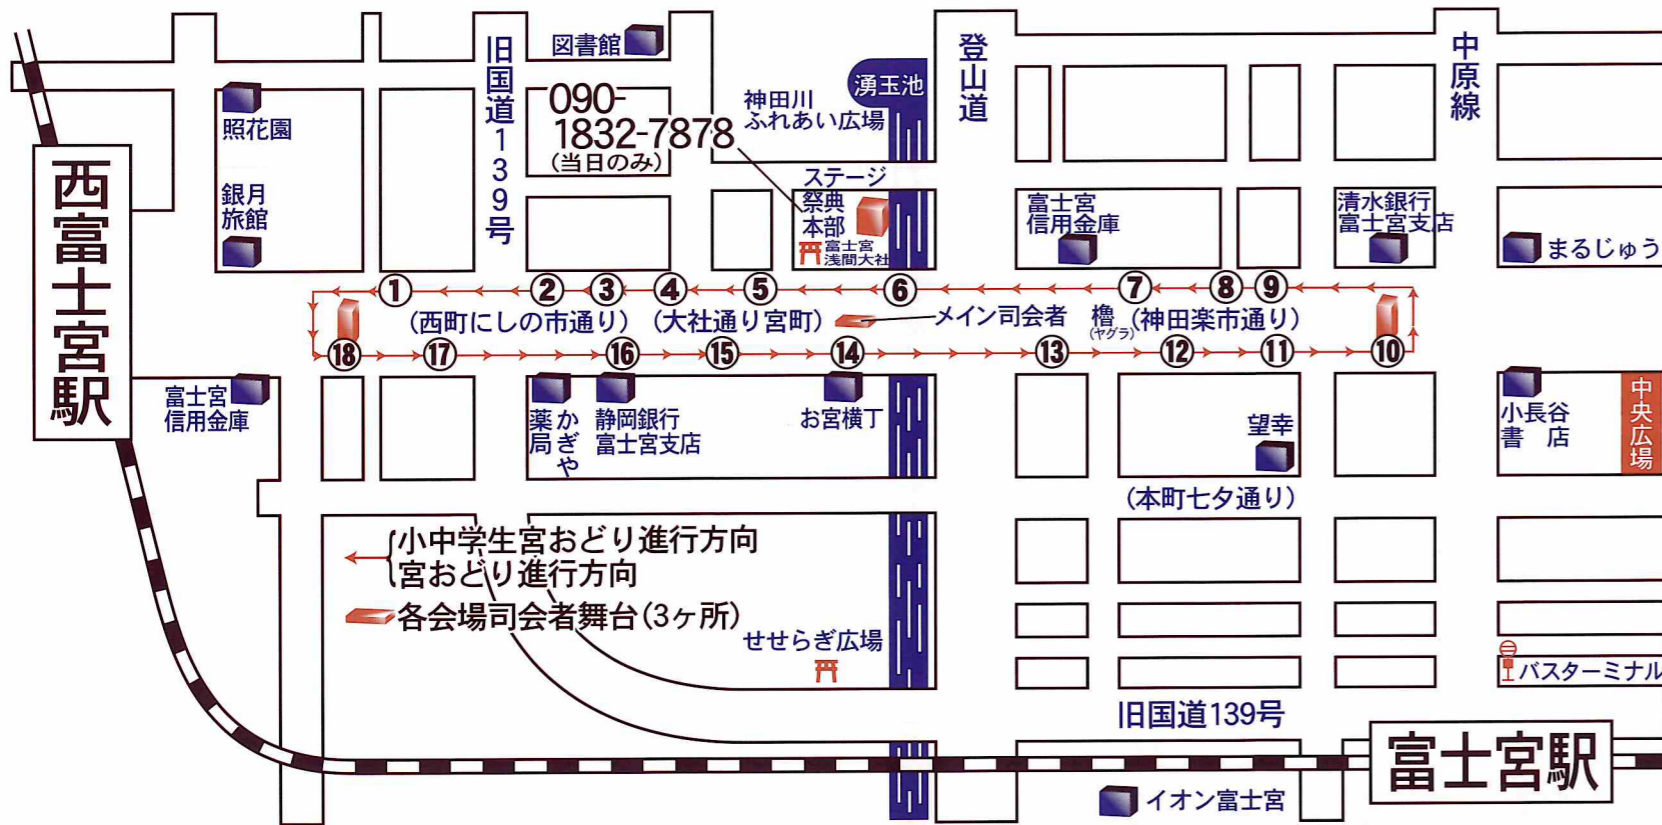 旧国道139号
図書館
登山道
中原線
湧玉池
照花園
090-
1832-7878
(当日のみ)
神田川
ふれあい広場
西富士宮駅
銀月
旅館
ステージ
祭典
本部
富士宮
浅間大社
富士宮
信用金庫
清水銀行
富士宮支店
まるじゅう
① ② ③ ④ ⑤ ⑥ ⑦ ⑧ ⑨
(西町にしの市通り)
(大社通り宮町)
メイン司会者
櫓
(ヤグラ)
(神田楽市通り)
⑱ ⑰ ⑯ ⑮ ⑭ ⑬ ⑫ ⑪ ⑩
富士宮
信用金庫
かぎや
薬局
静岡銀行
富士宮支店
お宮横丁
望幸
小長谷
書店
中央広場
(本町七夕通り)
小中学生宮おどり進行方向
宮おどり進行方向
各会場司会者舞台(3ヶ所)
せせらぎ広場
バスターミナル
旧国道139号
富士宮駅
イオン富士宮